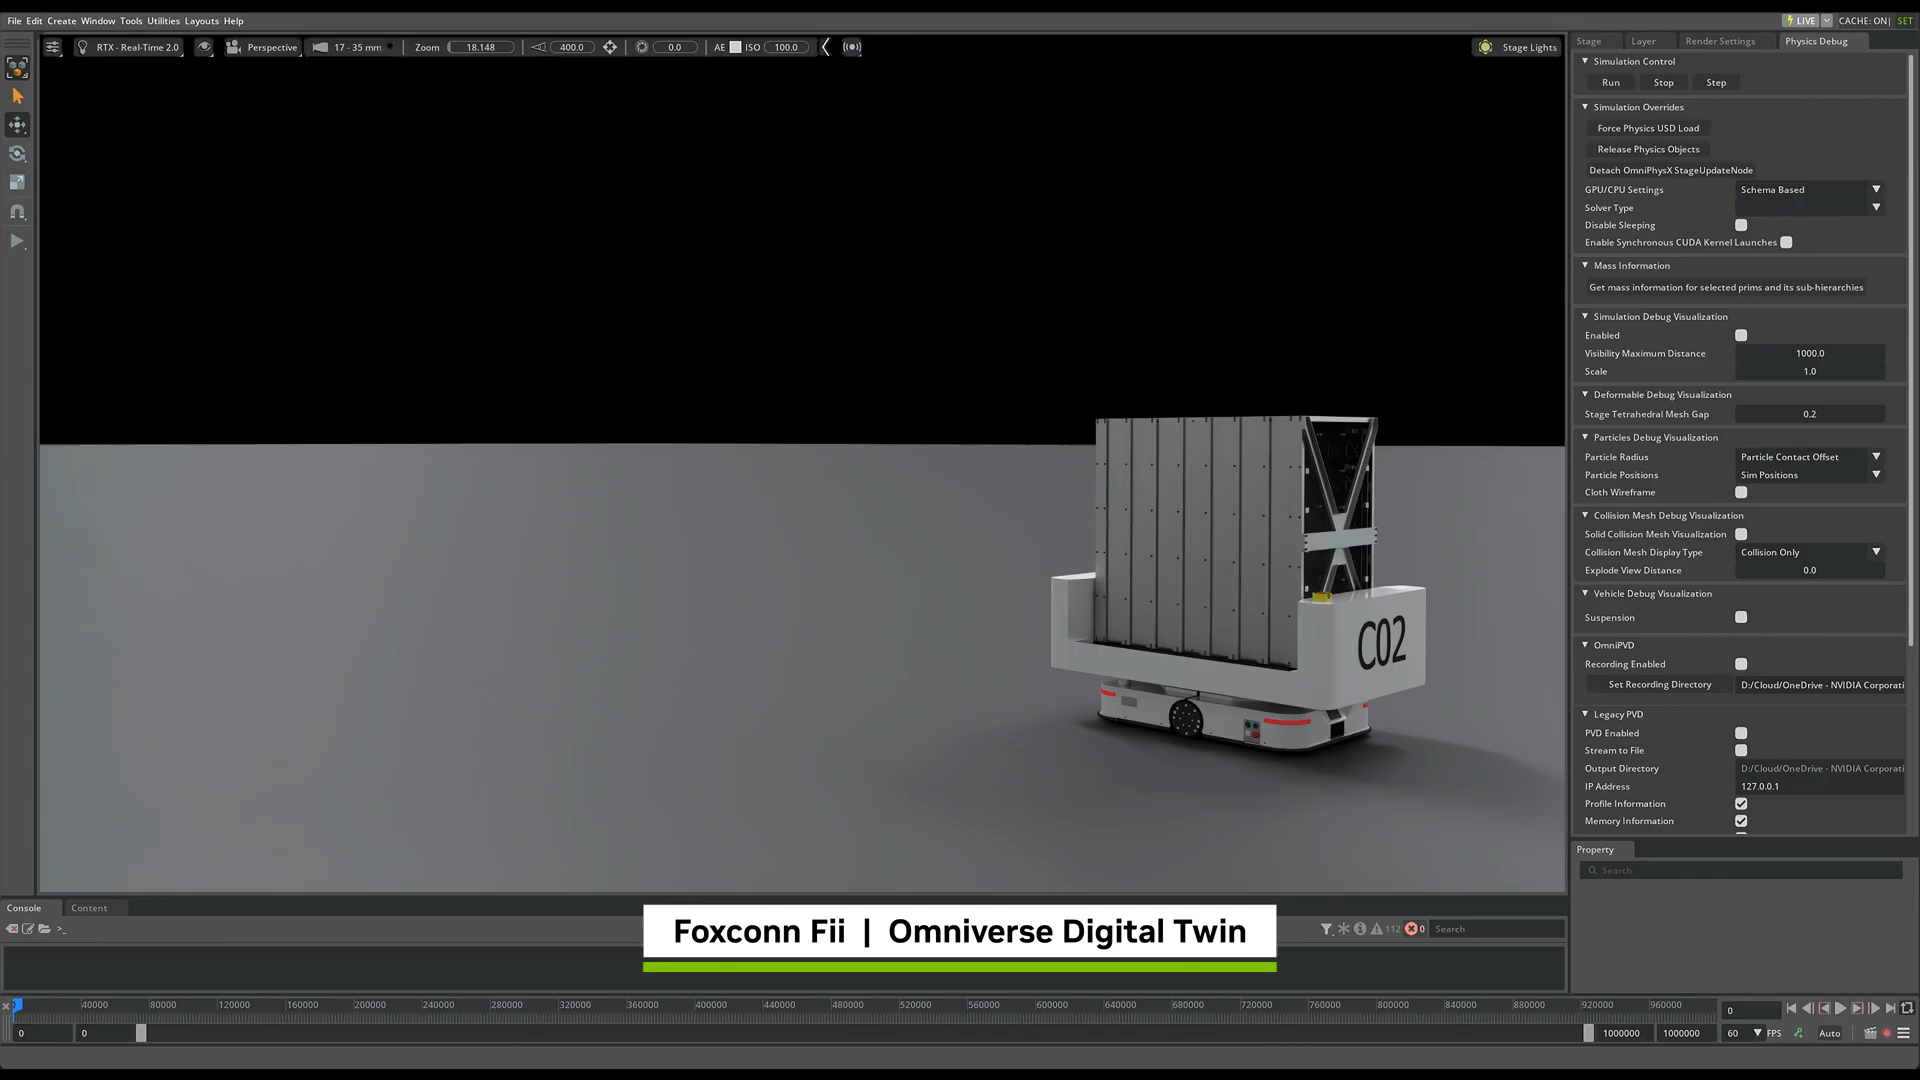 File Edit Create Window Tools Utilities Layouts Help
LIVE CACHE: ON SET
RTX - Real-Time 2.0 Perspective 17 - 35 mm Zoom 18.148 400.0 0.0 AE ISO 100.0 Stage Lights
Stage Layer Render Settings Physics Debug
Simulation Control
Run Stop Step
Simulation Overrides
Force Physics USD Load
Release Physics Objects
Detach OmniPhysX StageUpdateNode
GPU/CPU Settings Schema Based
Solver Type
Disable Sleeping
Enable Synchronous CUDA Kernel Launches
Mass Information
Get mass information for selected prims and its sub-hierarchies
Simulation Debug Visualization
Enabled
Visibility Maximum Distance 1000.0
Scale 1.0
Deformable Debug Visualization
Stage Tetrahedral Mesh Gap 0.2
Particles Debug Visualization
Particle Radius Particle Contact Offset
Particle Positions Sim Positions
Cloth Wireframe
Collision Mesh Debug Visualization
Solid Collision Mesh Visualization
Collision Mesh Display Type Collision Only
Explode View Distance 0.0
Vehicle Debug Visualization
Suspension
OmniPVD
Recording Enabled
Set Recording Directory D:/Cloud/OneDrive - NVIDIA Corporati
Legacy PVD
PVD Enabled
Stream to File
Output Directory D:/Cloud/OneDrive - NVIDIA Corporati
IP Address 127.0.0.1
Profile Information
Memory Information
C02
Property
Search
Console Content
112 0 Search
Foxconn Fii | Omniverse Digital Twin
40000 80000 120000 160000 200000 240000 280000 320000 360000 400000 440000 480000 520000 560000 600000 640000 680000 720000 760000 800000 840000 880000 920000 960000
0
0 0 1000000 1000000 60 FPS Auto